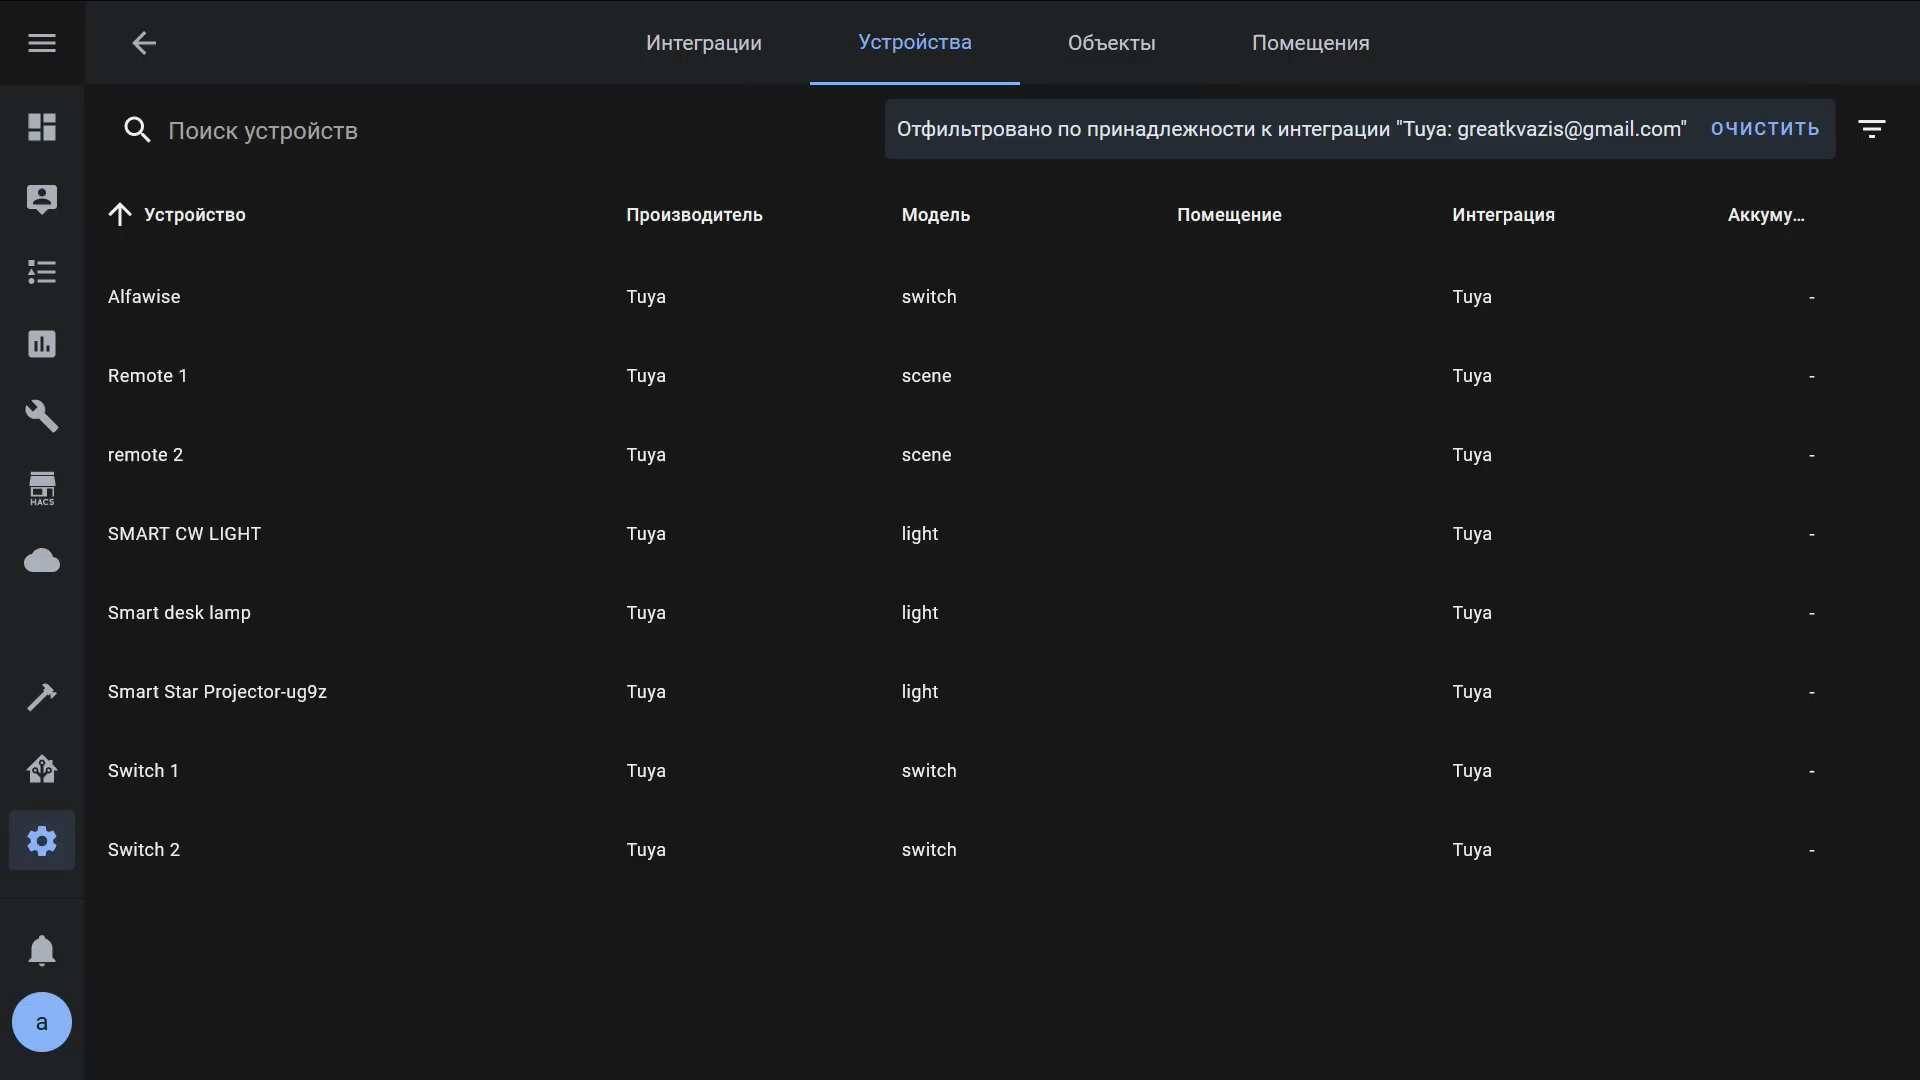 Интеграции Устройства Объекты Помещения
Поиск устройств Отфильтровано по принадлежности к интеграции "Tuya: greatkvazis@gmail.com" ОЧИСТИТЬ
Устройство Производитель Модель Помещение Интеграция Аккуму...
Alfawise Tuya switch Tuya -
Remote 1 Tuya scene Tuya -
remote 2 Tuya scene Tuya -
HACS
SMART CW LIGHT Tuya light Tuya -
Smart desk lamp Tuya light Tuya -
Smart Star Projector-ug9z Tuya light Tuya -
Switch 1 Tuya switch Tuya -
Switch 2 Tuya switch Tuya -
a